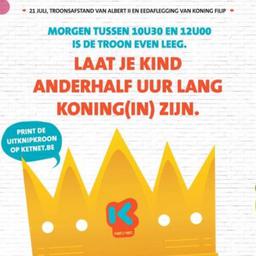 21 JULI, TROONSAFSTAND VAN ALBERT II EN EEDAFLEGGING VAN KONING FILIP
MORGEN TUSSEN 10U30 EN 12U00
IS DE TROON EVEN LEEG.
LAAT JE KIND
ANDERHALF UUR LANG
KONING(IN) ZIJN.
PRINT DE
UITKNIPKROON
OP KETNET.BE